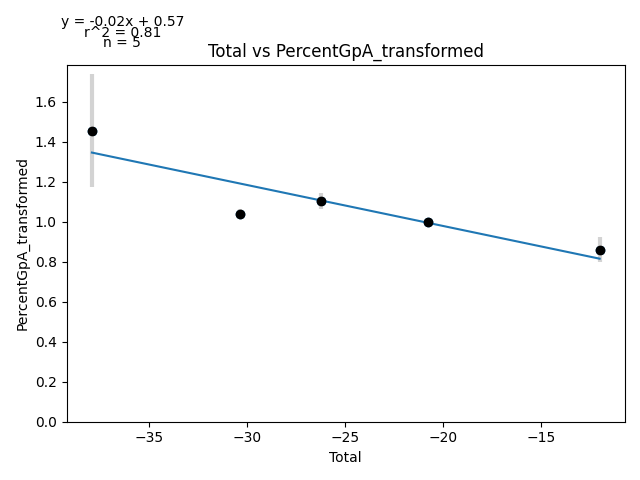 y = -0.02x + 0.57
r^2 = 0.81
n = 5
Total vs PercentGpA_transformed
PercentGpA_transformed
1.6
1.4
1.2
1.0
0.8
0.6
0.4
0.2
0.0
−35
−30
−25
−20
−15
Total